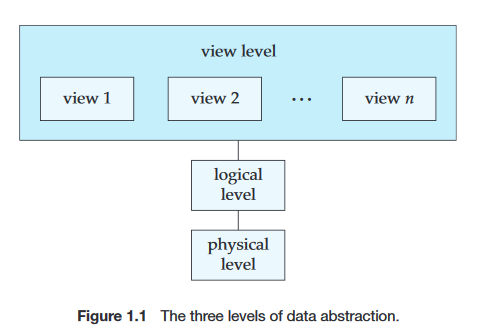 view level
view 1
view 2
...
view n
logical
level
physical
level
Figure 1.1 The three levels of data abstraction.